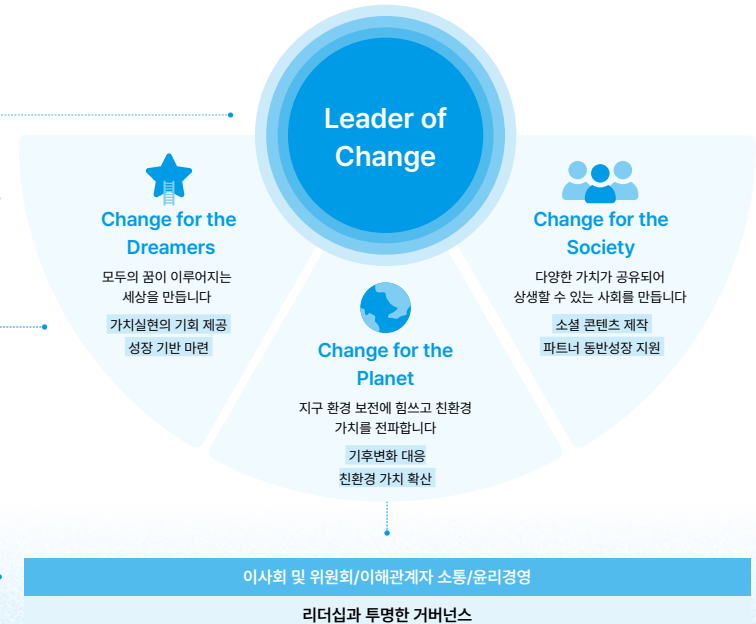 Leader of
Change
Change for the
Dreamers
모두의 꿈이 이루어지는
세상을 만듭니다
가치실현의 기회 제공
성장 기반 마련
Change for the
Planet
지구 환경 보전에 힘쓰고 친환경
가치를 전파합니다
기후변화 대응
친환경 가치 확산
Change for the
Society
다양한 가치가 공유되어
상생할 수 있는 사회를 만듭니다
소셜 콘텐츠 제작
파트너 동반성장 지원
이사회 및 위원회/이해관계자 소통/윤리경영
리더십과 투명한 거버넌스